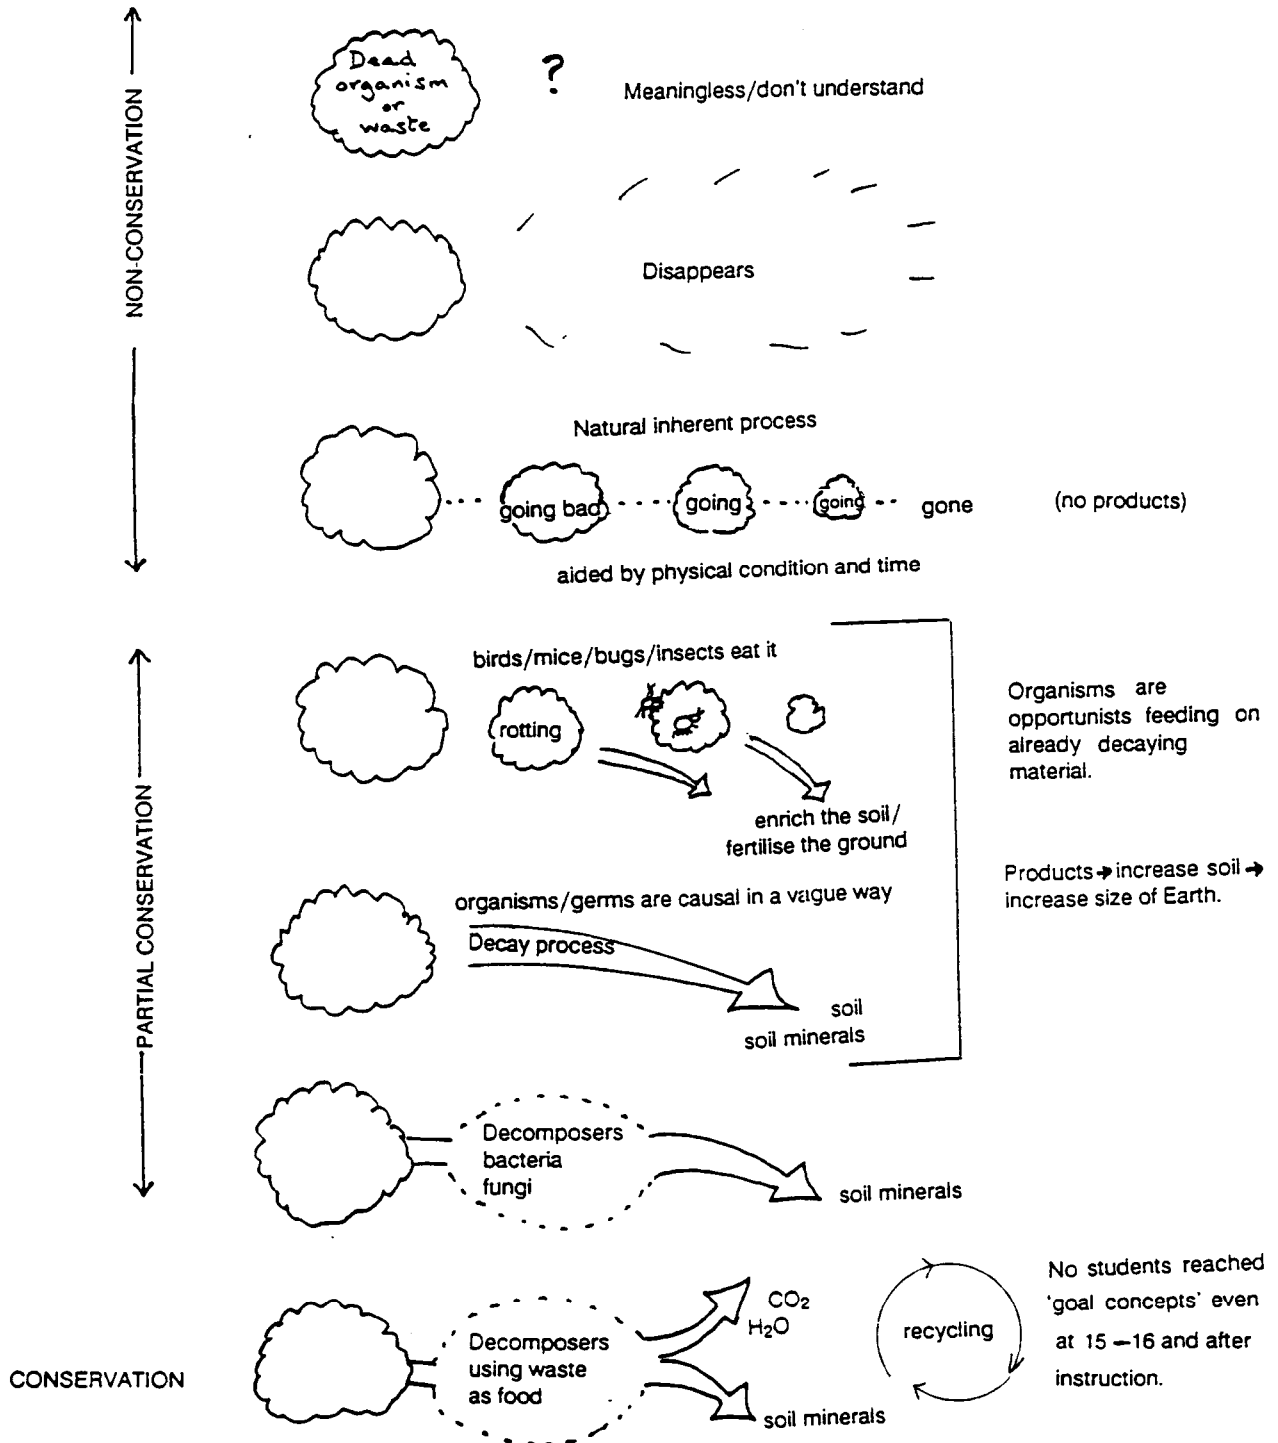 NON-CONSERVATION
Dead
organism
or
waste
?
Meaningless/don't understand
Disappears
Natural inherent process
going bad
going
going
gone
(no products)
aided by physical condition and time
PARTIAL CONSERVATION
birds/mice/bugs/insects eat it
rotting
enrich the soil/
fertilise the ground
Organisms are
opportunists feeding on
already decaying
material.
Products → increase soil →
increase size of Earth.
organisms/germs are causal in a vague way
Decay process
soil
soil minerals
Decomposers
bacteria
fungi
soil minerals
CONSERVATION
Decomposers
using waste
as food
CO₂
H₂O
soil minerals
recycling
No students reached
'goal concepts' even
at 15–16 and after
instruction.